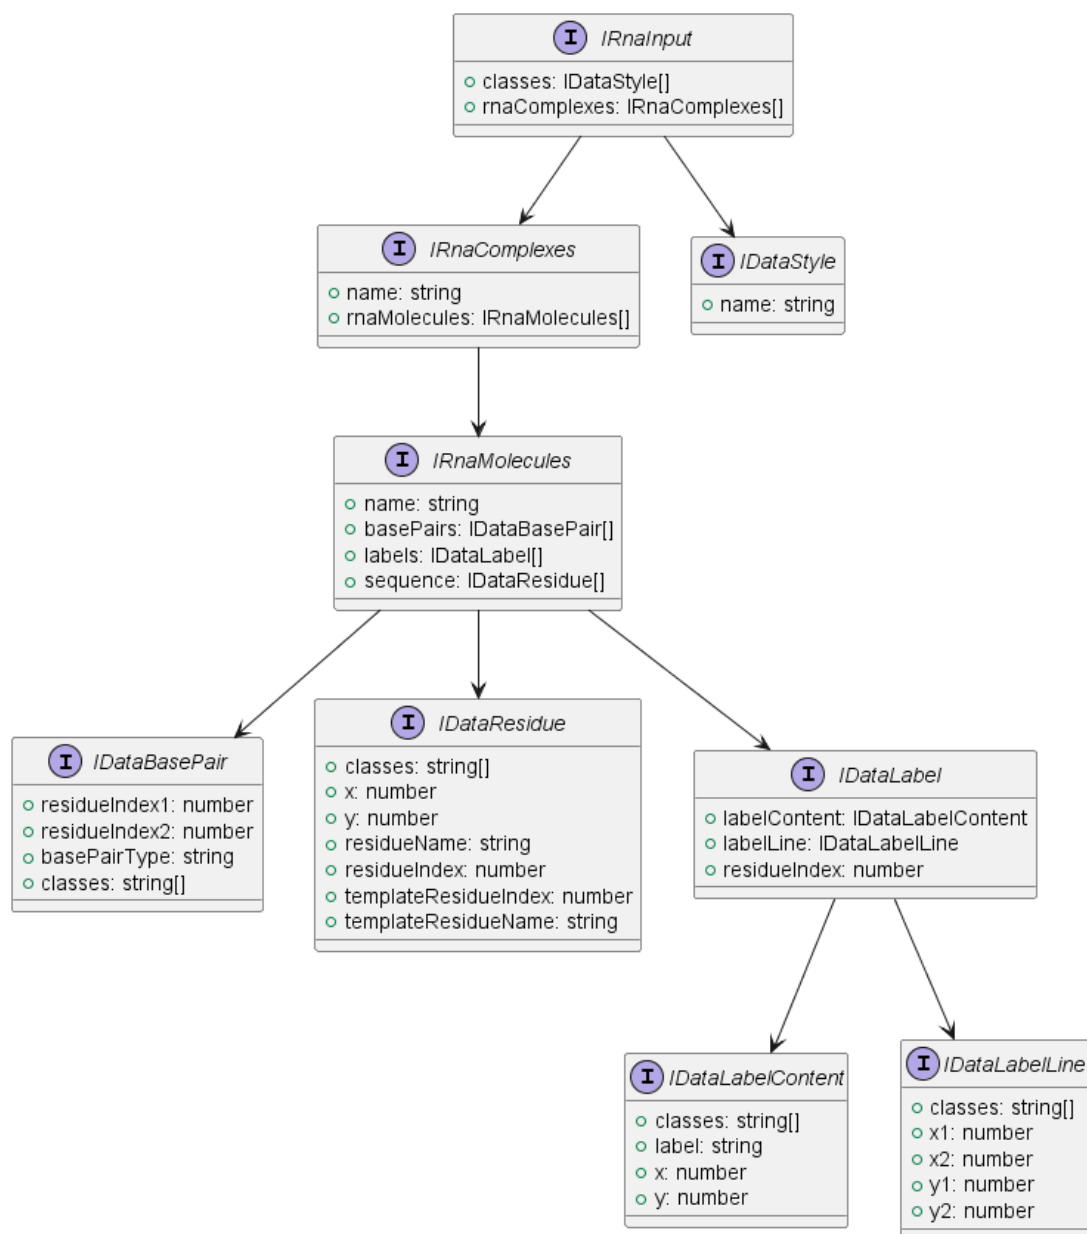 I IRnaInput
classes: IDataStyle[]
rnaComplexes: IRnaComplexes[]
I IRnaComplexes
name: string
rnaMolecules: IRnaMolecules[]
I IDataStyle
name: string
I IRnaMolecules
name: string
basePairs: IDataBasePair[]
labels: IDataLabel[]
sequence: IDataResidue[]
I IDataBasePair
residueIndex1: number
residueIndex2: number
basePairType: string
classes: string[]
I IDataResidue
classes: string[]
x: number
y: number
residueName: string
residueIndex: number
templateResidueIndex: number
templateResidueName: string
I IDataLabel
labelContent: IDataLabelContent
labelLine: IDataLabelLine
residueIndex: number
I IDataLabelContent
classes: string[]
label: string
x: number
y: number
I IDataLabelLine
classes: string[]
x1: number
x2: number
y1: number
y2: number